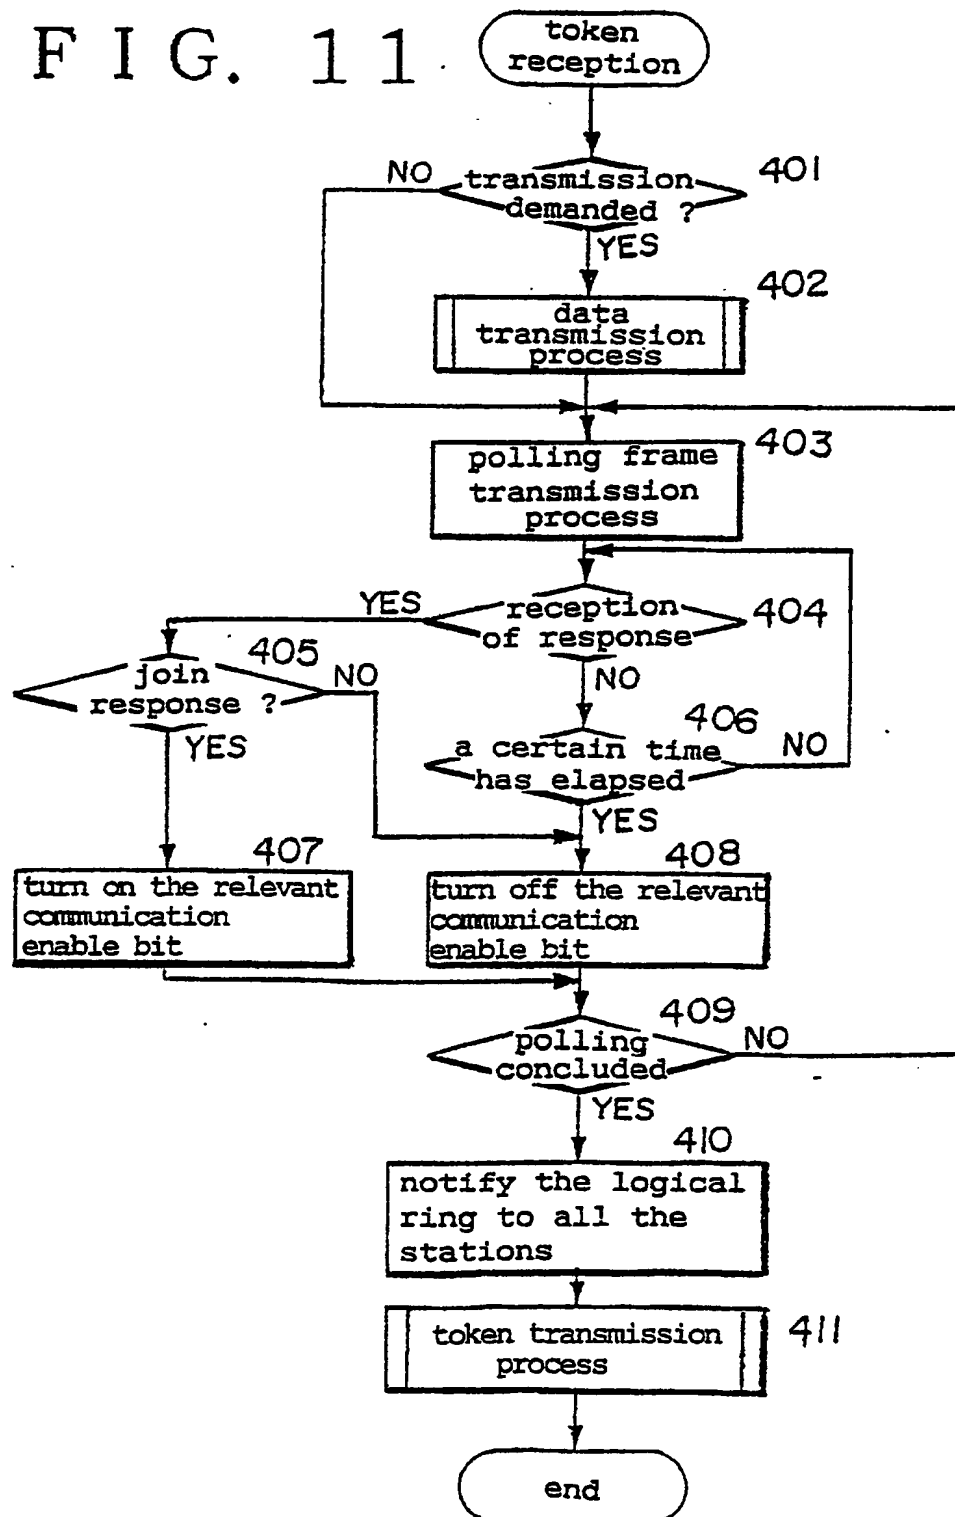 FIG. 11
token
reception
401
NO
transmission
demanded ?
YES
402
data
transmission
process
403
polling frame
transmission
process
YES
reception
of response
404
405
join
response ?
NO
NO
406
a certain time
has elapsed
NO
YES
YES
407
turn on the relevant
communication
enable bit
408
turn off the relevant
communication
enable bit
409
polling
concluded
NO
YES
410
notify the logical
ring to all the
stations
411
token transmission
process
end